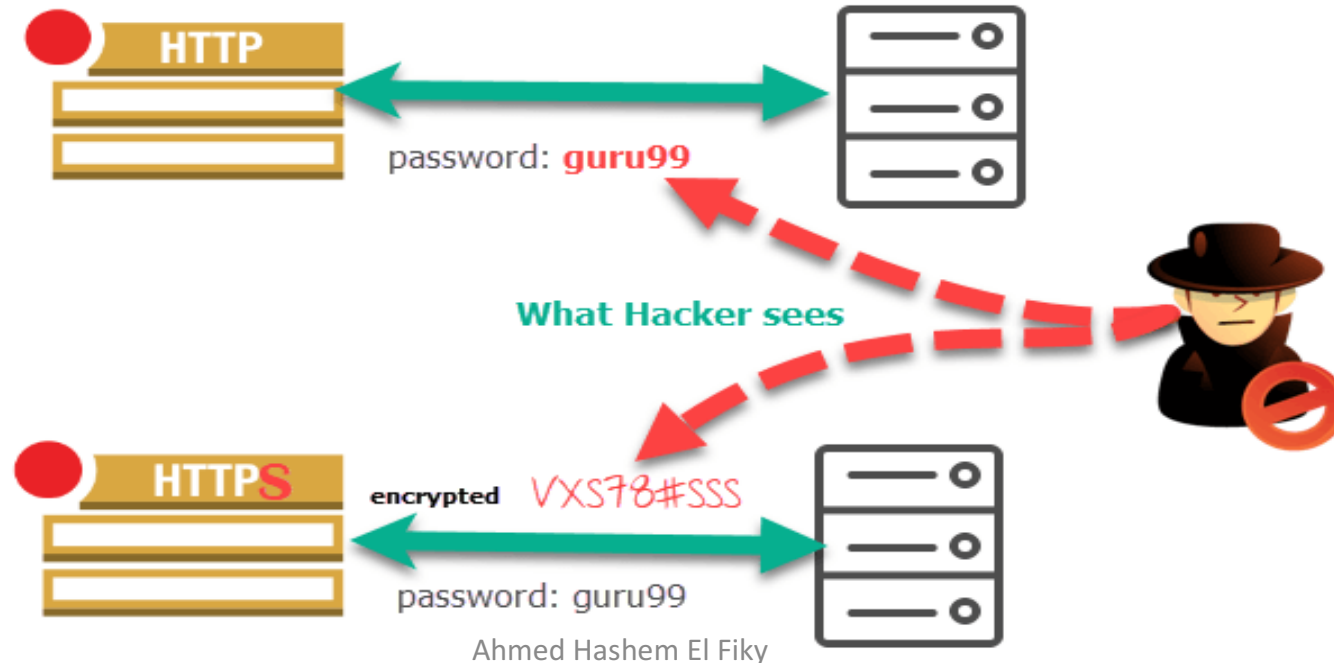 HTTP
password: guru99
What Hacker sees
HTTPS
encrypted VXS78#SSS
password: guru99
Ahmed Hashem El Fiky